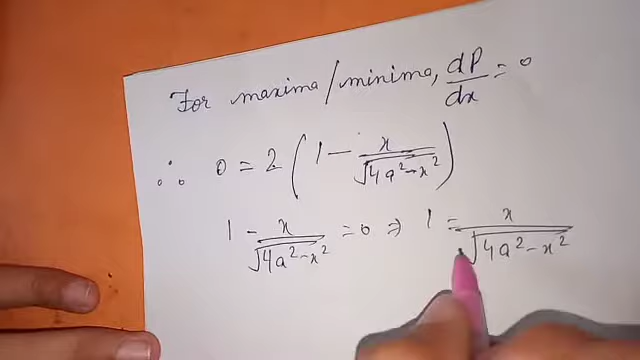 For maxima/minima, dP/dx = 0
∴ 0 = 2(1 - x/√(4a² - x²))
1 - x/√(4a² - x²) = 0 ⇒ 1 = x/√(4a² - x²)